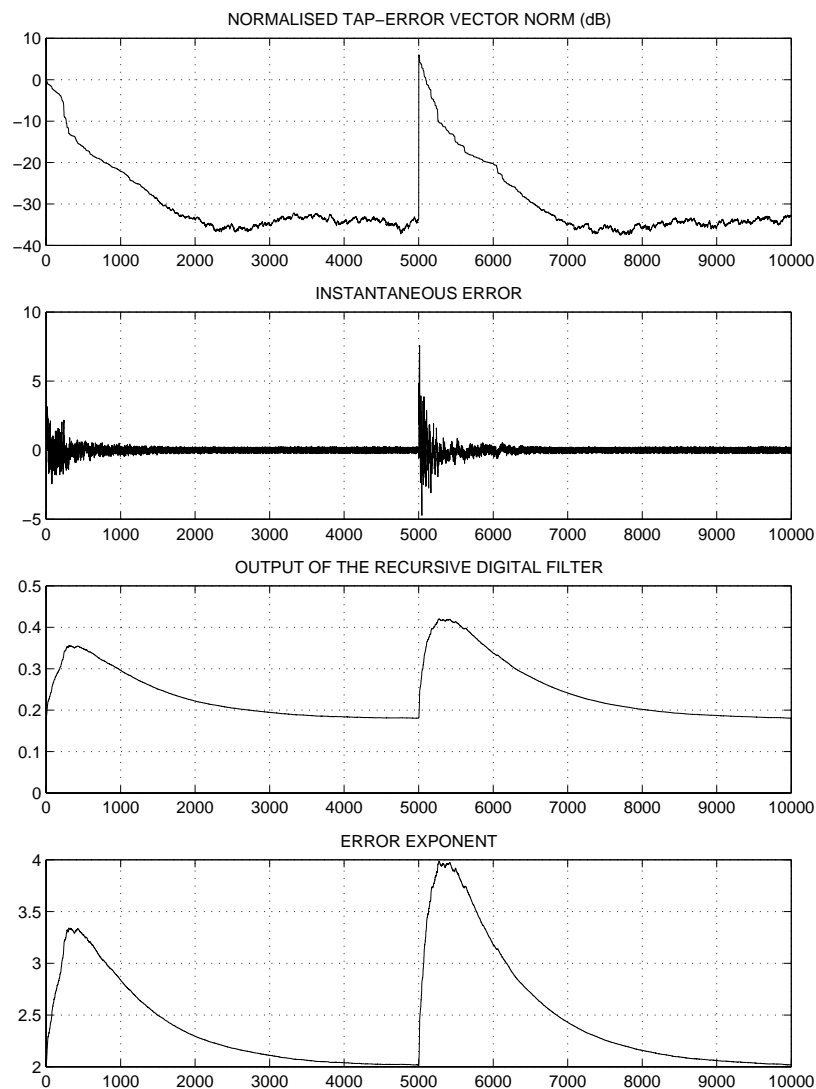 NORMALISED TAP−ERROR VECTOR NORM (dB)
10
0
−10
−20
−30
−40
0 1000 2000 3000 4000 5000 6000 7000 8000 9000 10000
INSTANTANEOUS ERROR
10
5
0
−5
0 1000 2000 3000 4000 5000 6000 7000 8000 9000 10000
OUTPUT OF THE RECURSIVE DIGITAL FILTER
0.5
0.4
0.3
0.2
0.1
0
0 1000 2000 3000 4000 5000 6000 7000 8000 9000 10000
ERROR EXPONENT
4
3.5
3
2.5
2
0 1000 2000 3000 4000 5000 6000 7000 8000 9000 10000